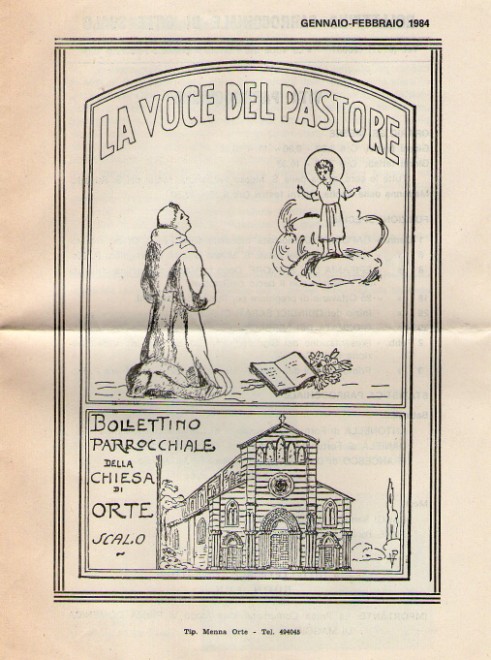 GENNAIO-FEBBRAIO 1984
LA VOCE DEL PASTORE
BOLLETTINO
PARROCCHIALE
DELLA
CHIESA
DI
ORTE
SCALO
Tip. Menna Orte - Tel. 494045